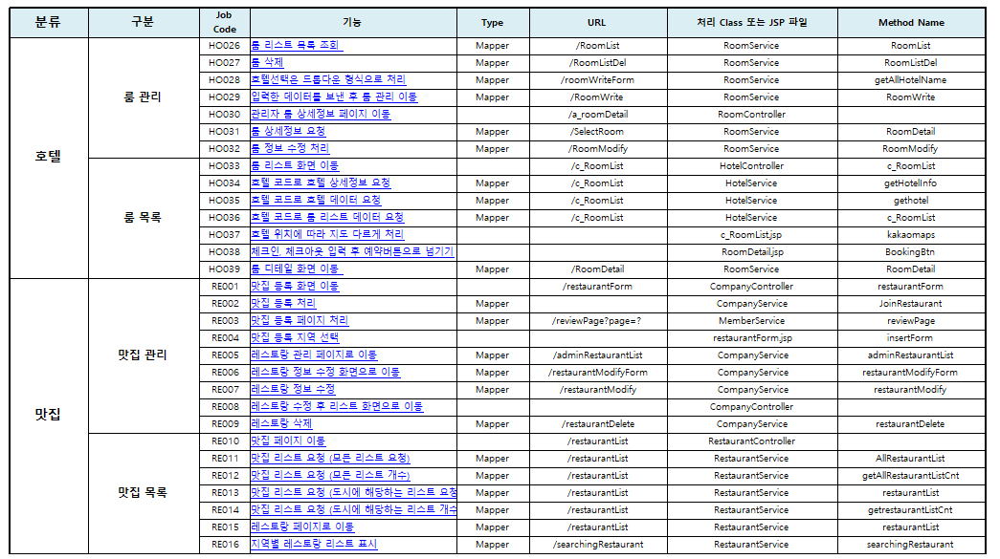 분류 구분 Job Code 기능 Type URL 처리 Class 또는 JSP 파일 Method Name
호텔
룸 관리
HO026 룸 리스트 목록 조회 Mapper /RoomList RoomService RoomList
HO027 룸 삭제 Mapper /RoomListDel RoomService RoomListDel
HO028 호텔선택은 드롭다운 형식으로 처리 Mapper /roomWriteForm RoomService getAllHotelName
HO029 입력한 데이터를 보낸 후 룸 관리 이동 Mapper /RoomWrite RoomService RoomWrite
HO030 관리자 룸 상세정보 페이지 이동 /a_roomDetail RoomController
HO031 룸 상세정보 요청 Mapper /SelectRoom RoomService RoomDetail
HO032 룸 정보 수정 처리 Mapper /RoomModify RoomService RoomModify
룸 목록
HO033 룸 리스트 화면 이동 /c_RoomList HotelController c_RoomList
HO034 호텔 코드로 호텔 상세정보 요청 Mapper /c_RoomList HotelService getHotelInfo
HO035 호텔 코드로 호텔 데이터 요청 Mapper /c_RoomList HotelService gethotel
HO036 호텔 코드로 룸 리스트 데이터 요청 Mapper /c_RoomList HotelService c_RoomList
HO037 호텔 위치에 따라 지도 다르게 처리 c_RoomList.jsp kakaomaps
HO038 체크인, 체크아웃 입력 후 예약버튼으로 넘기기 RoomDetail.jsp BookingBtn
HO039 룸 디테일 화면 이동 Mapper /RoomDetail RoomService RoomDetail
맛집
맛집 관리
RE001 맛집 등록 화면 이동 /restaurantForm CompanyController restaurantForm
RE002 맛집 등록 처리 Mapper CompanyService JoinRestaurant
RE003 맛집 등록 페이지 처리 Mapper /reviewPage?page=? MemberService reviewPage
RE004 맛집 등록 지역 선택 restaurantForm.jsp insertForm
RE005 레스토랑 관리 페이지로 이동 Mapper /adminRestaurantList CompanyService adminRestaurantList
RE006 레스토랑 정보 수정 화면으로 이동 Mapper /restaurantModifyForm CompanyService restaurantModifyForm
RE007 레스토랑 정보 수정 Mapper /restaurantModify CompanyService restaurantModify
RE008 레스토랑 수정 후 리스트 화면으로 이동 CompanyController
RE009 레스토랑 삭제 Mapper /restaurantDelete CompanyService restaurantDelete
맛집 목록
RE010 맛집 페이지 이동 /restaurantList RestaurantController
RE011 맛집 리스트 요청 (모든 리스트 요청) Mapper /restaurantList RestaurantService AllRestaurantList
RE012 맛집 리스트 요청 (모든 리스트 개수) Mapper /restaurantList RestaurantService getAllRestaurantListCnt
RE013 맛집 리스트 요청 (도시에 해당하는 리스트 요청 Mapper /restaurantList RestaurantService restaurantList
RE014 맛집 리스트 요청 (도시에 해당하는 리스트 개수 Mapper /restaurantList RestaurantService getrestaurantListCnt
RE015 레스토랑 페이지로 이동 Mapper /restaurantList RestaurantService restaurantList
RE016 지역별 레스토랑 리스트 표시 Mapper /searchingRestaurant RestaurantService searchingRestaurant